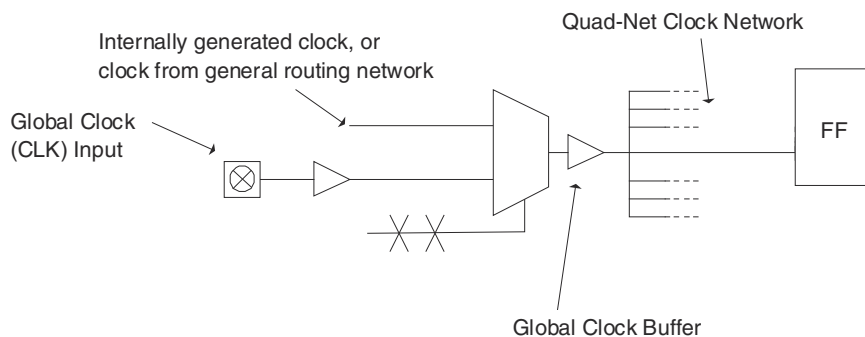 Quad-Net Clock Network
Internally generated clock, or
clock from general routing network
Global Clock
(CLK) Input
FF
Global Clock Buffer